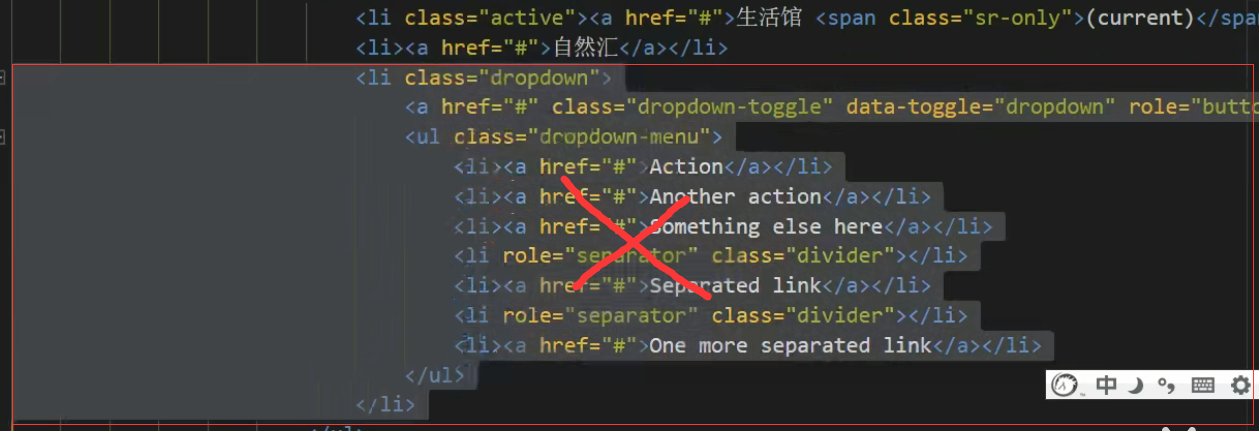 <li class="active"><a href="#">生活馆 <span class="sr-only">(current)</spa
<li><a href="#">自然汇</a></li>
<li class="dropdown">
<a href="#" class="dropdown-toggle" data-toggle="dropdown" role="butto
<ul class="dropdown-menu">
<li><a href="#">Action</a></li>
<li><a href="#">Another action</a></li>
<li><a href="#">Something else here</a></li>
<li role="separator" class="divider"></li>
<li><a href="#">Separated link</a></li>
<li role="separator" class="divider"></li>
<li><a href="#">One more separated link</a></li>
</ul>
中
</li>